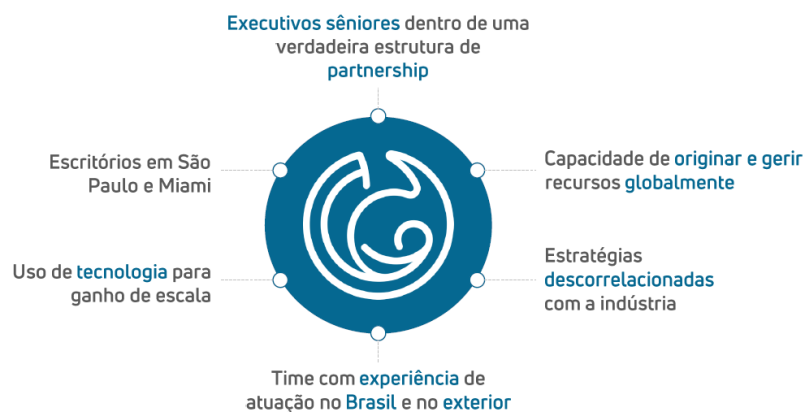 Executivos sêniores dentro de uma
verdadeira estrutura de
partnership
Escritórios em São
Paulo e Miami
Capacidade de originar e gerir
recursos globalmente
Uso de tecnologia para
ganho de escala
Estratégias
descorrelacionadas
com a indústria
Time com experiência de
atuação no Brasil e no exterior